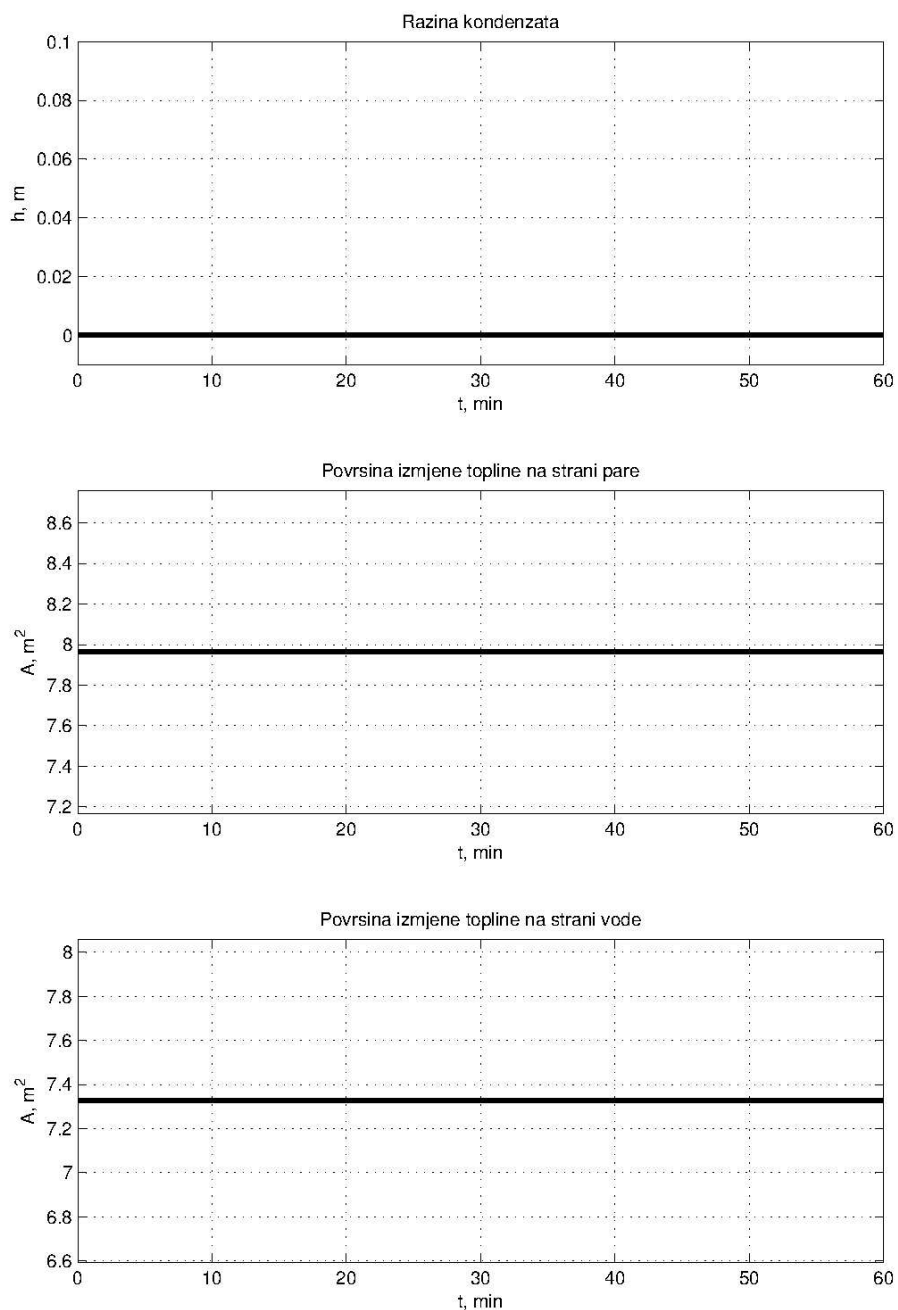 Razina kondenzata
0.1
0.08
0.06
0.04
0.02
0
h, m
0 10 20 30 40 50 60
t, min
Povrsina izmjene topline na strani pare
8.6
8.4
8.2
8
7.8
7.6
7.4
7.2
A, m²
0 10 20 30 40 50 60
t, min
Povrsina izmjene topline na strani vode
8
7.8
7.6
7.4
7.2
7
6.8
6.6
A, m²
0 10 20 30 40 50 60
t, min